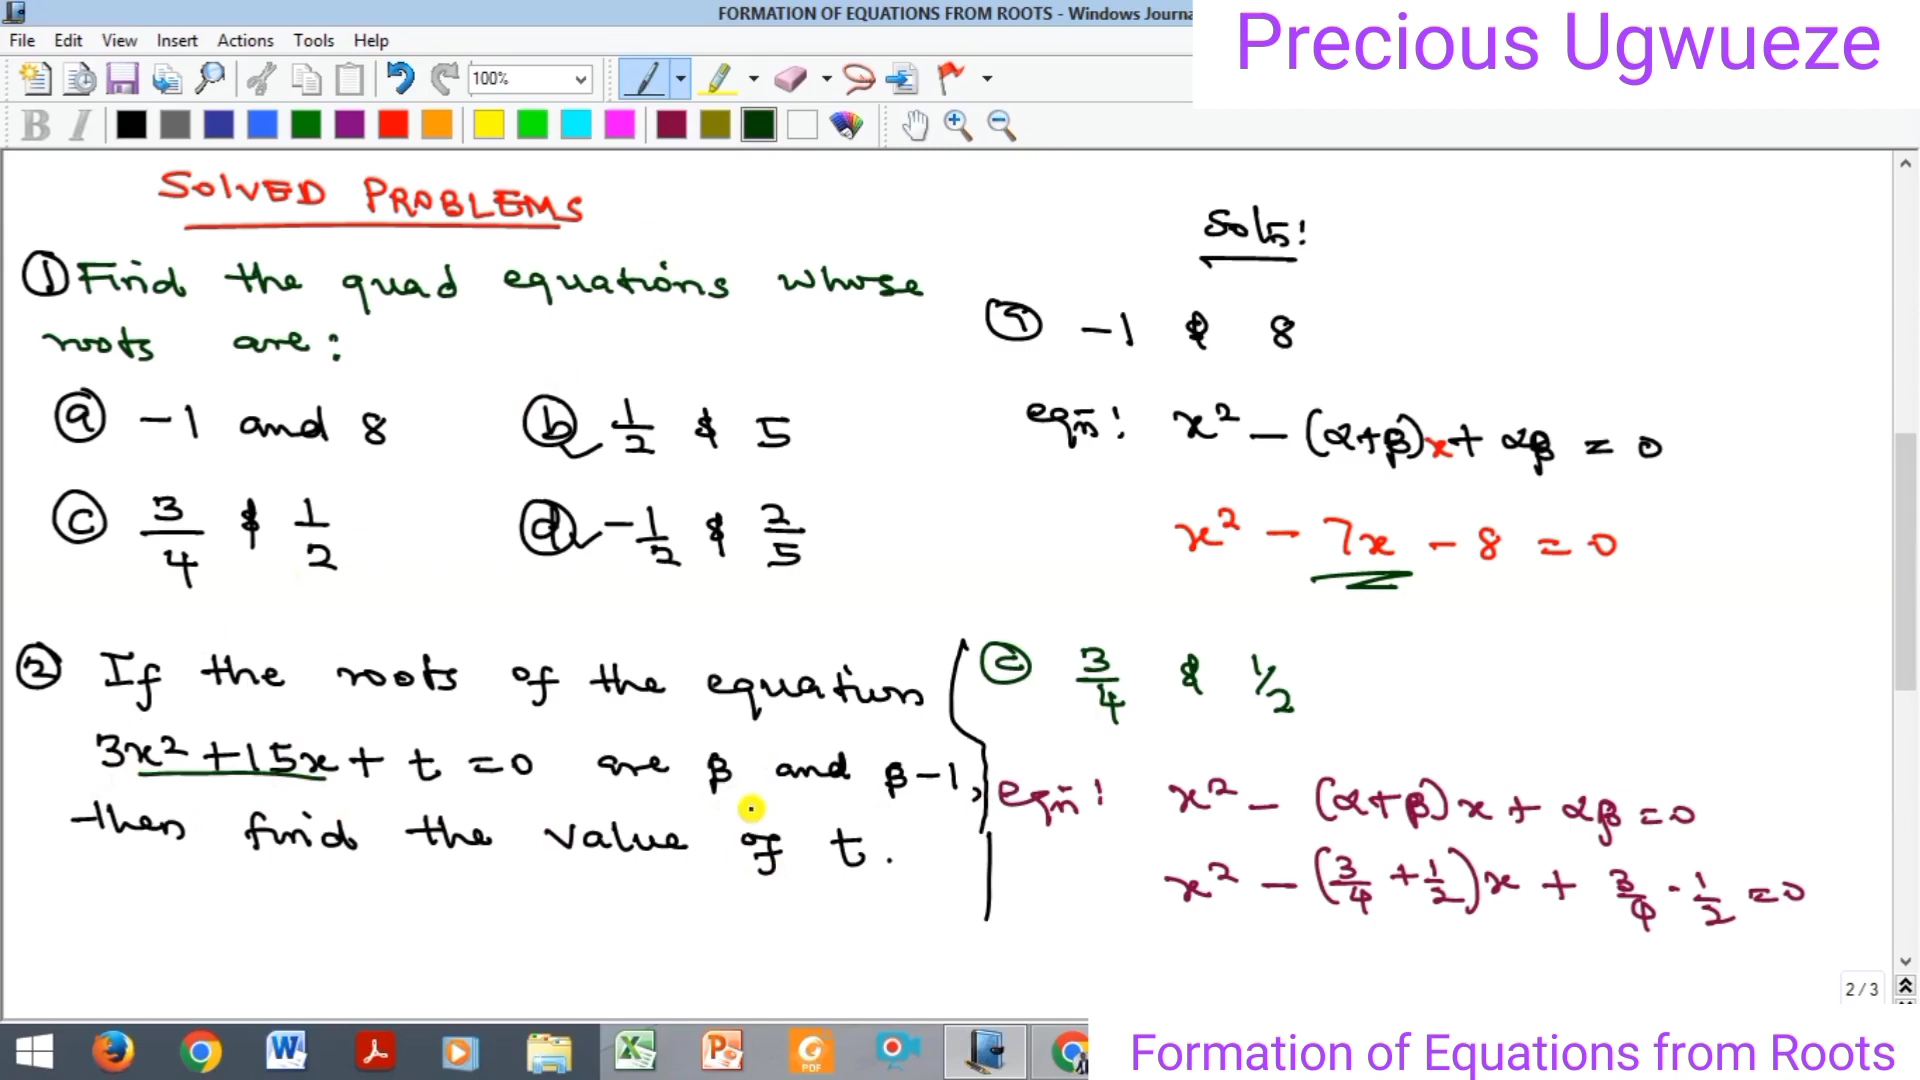 FORMATION OF EQUATIONS FROM ROOTS - Windows Journa
Precious Ugwueze
File Edit View Insert Actions Tools Help
100%
B I
SOLVED PROBLEMS
① Find the quad equations whose
roots are:
ⓐ -1 and 8 ⓑ 1/2 & 5
ⓒ 3/4 & 1/2 ⓓ -1/2 & 2/5
② If the roots of the equation
3x² + 15x + t = 0 are β and β-1,
then find the value of t.
Soln:
ⓐ -1 & 8
eqn: x² - (α+β)x + αβ = 0
x² - 7x - 8 = 0
ⓒ 3/4 & 1/2
eqn: x² - (α+β)x + αβ = 0
x² - (3/4 + 1/2)x + 3/4 · 1/2 = 0
2 / 3
Formation of Equations from Roots